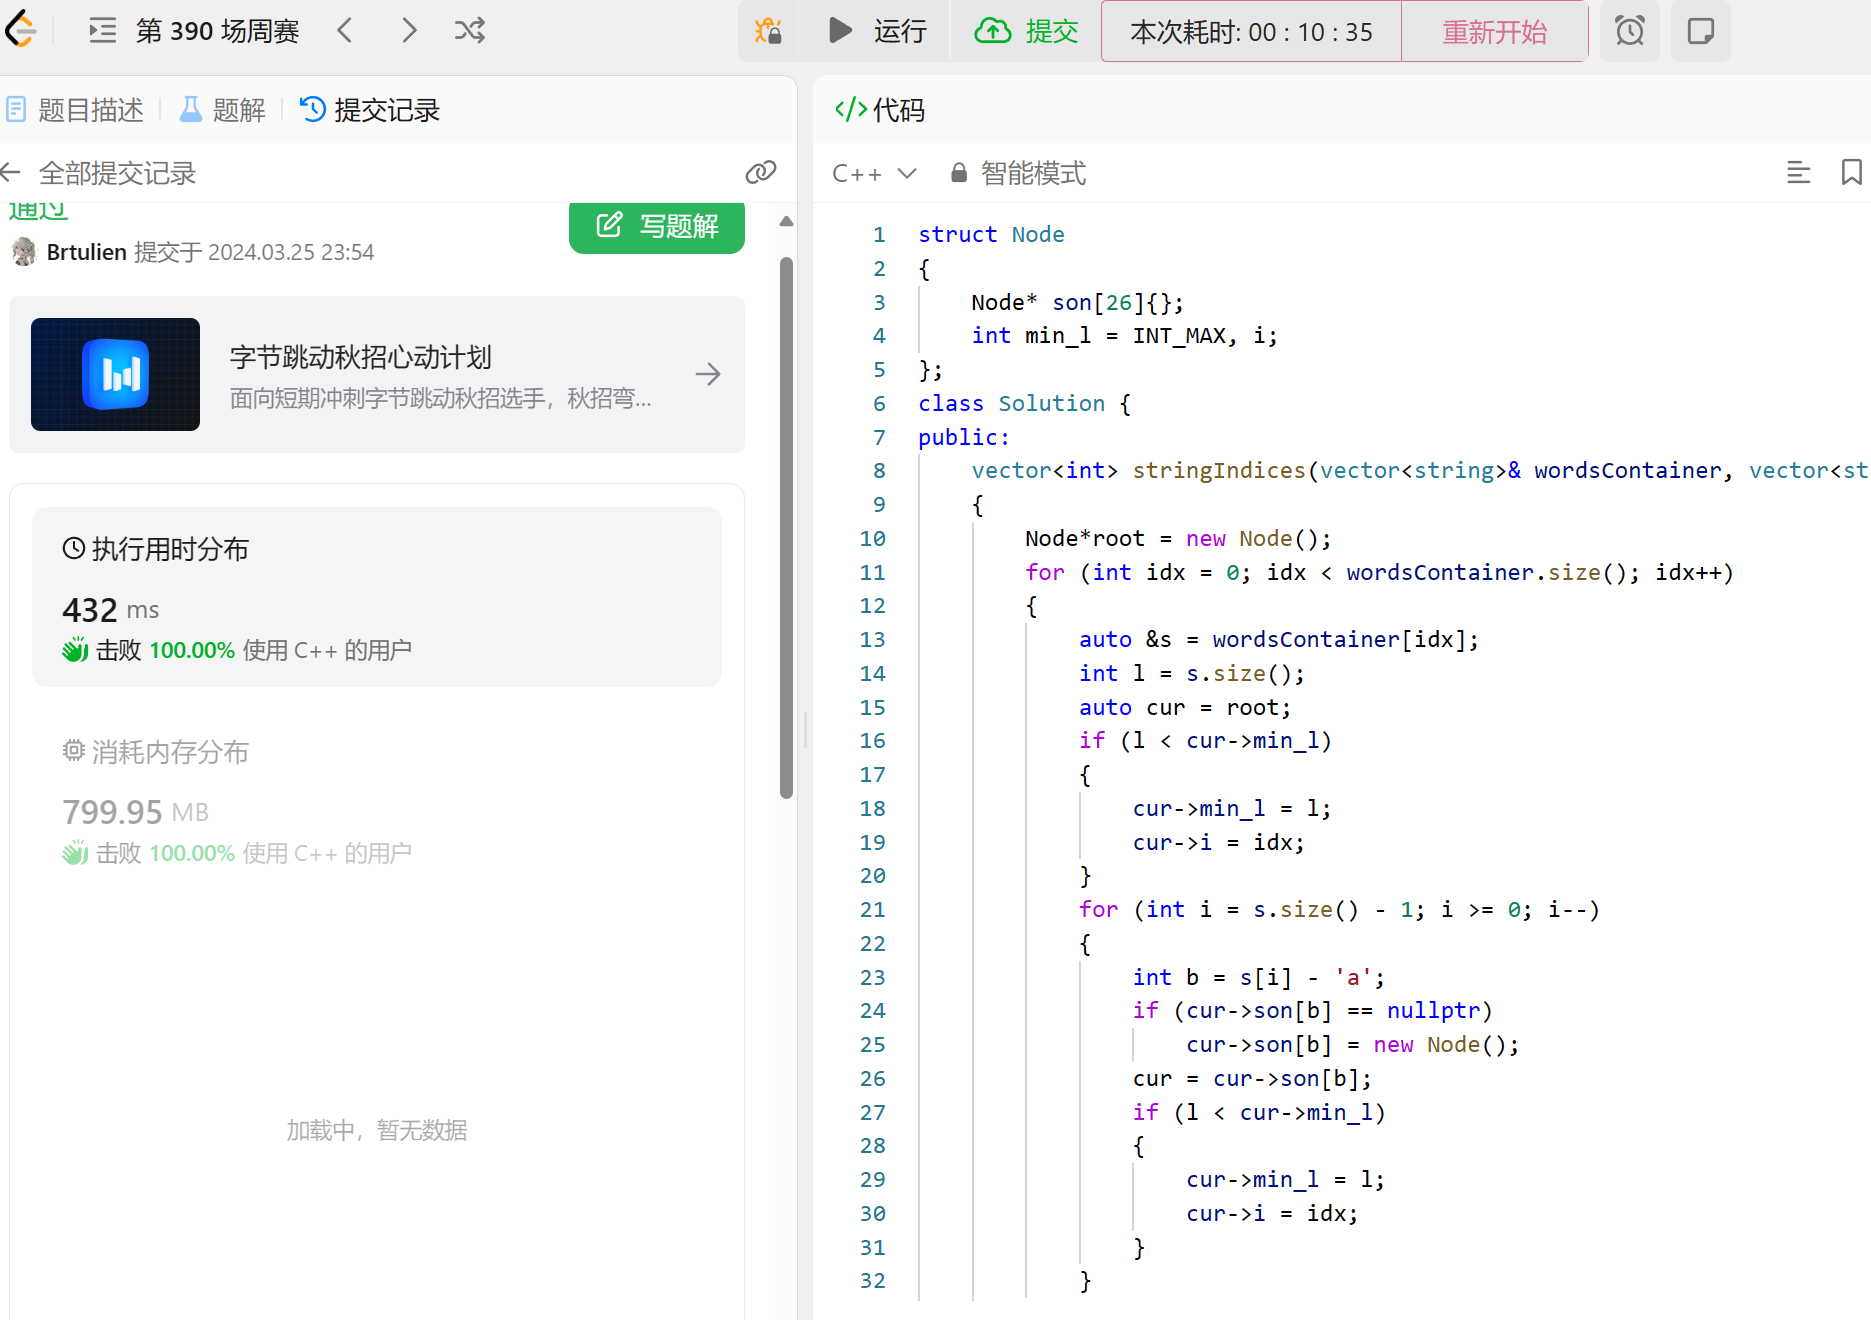 第 390 场周赛
运行
提交
本次耗时: 00 : 10 : 35
重新开始
题目描述
题解
提交记录
全部提交记录
通过
写题解
Brtulien 提交于 2024.03.25 23:54
字节跳动秋招心动计划
面向短期冲刺字节跳动秋招选手，秋招弯...
执行用时分布
432 ms
击败 100.00% 使用 C++ 的用户
消耗内存分布
799.95 MB
击败 100.00% 使用 C++ 的用户
加载中，暂无数据
</>代码
C++
智能模式
1 struct Node
2 {
3     Node* son[26]{};
4     int min_l = INT_MAX, i;
5 };
6 class Solution {
7 public:
8     vector<int> stringIndices(vector<string>& wordsContainer, vector<st
9     {
10         Node*root = new Node();
11         for (int idx = 0; idx < wordsContainer.size(); idx++)
12         {
13             auto &s = wordsContainer[idx];
14             int l = s.size();
15             auto cur = root;
16             if (l < cur->min_l)
17             {
18                 cur->min_l = l;
19                 cur->i = idx;
20             }
21             for (int i = s.size() - 1; i >= 0; i--)
22             {
23                 int b = s[i] - 'a';
24                 if (cur->son[b] == nullptr)
25                     cur->son[b] = new Node();
26                 cur = cur->son[b];
27                 if (l < cur->min_l)
28                 {
29                     cur->min_l = l;
30                     cur->i = idx;
31                 }
32             }